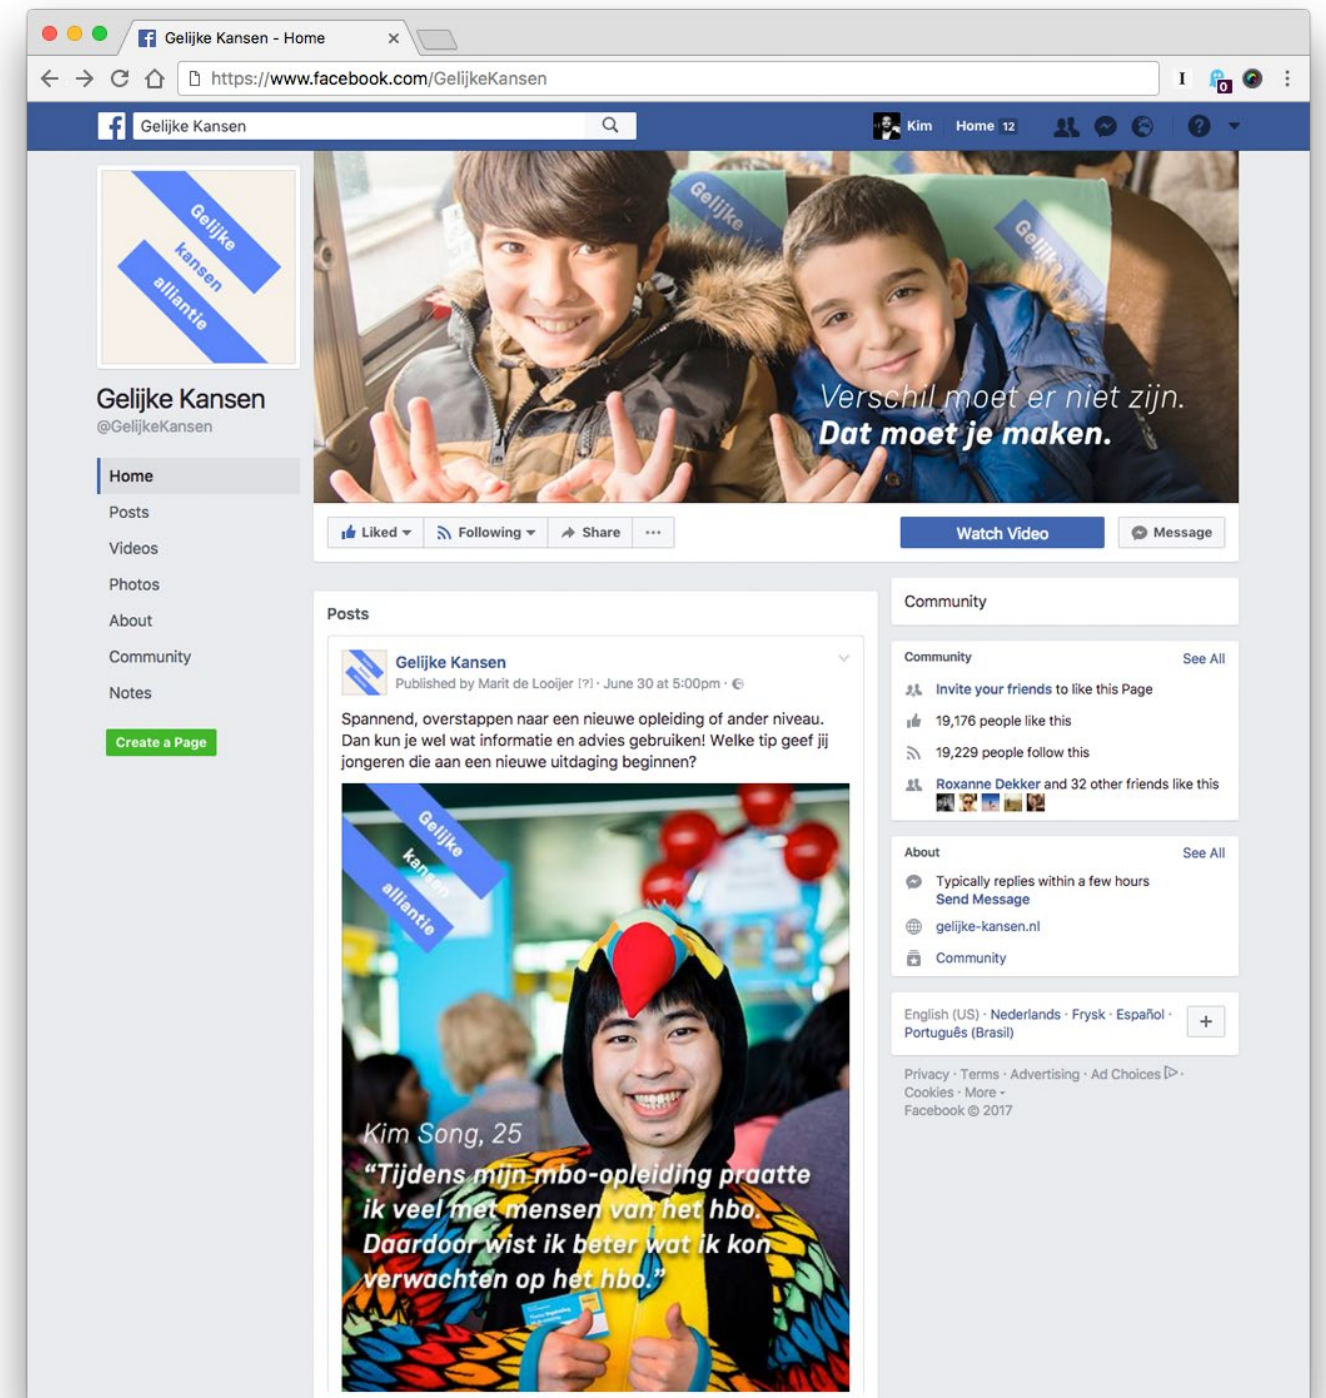 Gelijke Kansen - Home
https://www.facebook.com/GelijkeKansen
I
0
Gelijke Kansen
Kim
Home 12
?
Gelijke
kansen
alliantie
Gelijke
Gelijke
Verschil moet er niet zijn.
Dat moet je maken.
Gelijke Kansen
@GelijkeKansen
Home
Posts
Videos
Photos
About
Community
Notes
Create a Page
Liked
Following
Share
...
Watch Video
Message
Posts
Gelijke Kansen
Published by Marit de Looijer [?] · June 30 at 5:00pm ·
Spannend, overstappen naar een nieuwe opleiding of ander niveau.
Dan kun je wel wat informatie en advies gebruiken! Welke tip geef jij
jongeren die aan een nieuwe uitdaging beginnen?
Gelijke
kansen
alliantie
Kim Song, 25
“Tijdens mijn mbo-opleiding praatte
ik veel met mensen van het hbo.
Daardoor wist ik beter wat ik kon
verwachten op het hbo.”
Community
Community
See All
Invite your friends to like this Page
19,176 people like this
19,229 people follow this
Roxanne Dekker and 32 other friends like this
About
See All
Typically replies within a few hours
Send Message
gelijke-kansen.nl
Community
English (US) · Nederlands · Frysk · Español ·
Português (Brasil)
+
Privacy · Terms · Advertising · Ad Choices ·
Cookies · More
Facebook © 2017